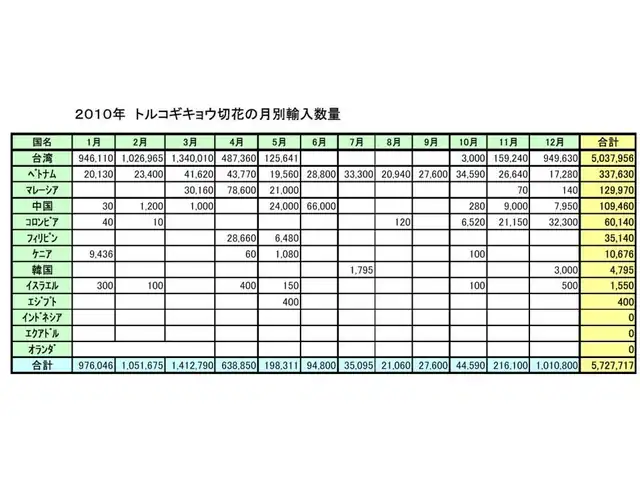 2010年 トルコギキョウ切花の月別輸入数量
国名 1月 2月 3月 4月 5月 6月 7月 8月 9月 10月 11月 12月 合計
台湾 946,110 1,026,965 1,340,010 487,360 125,641 3,000 159,240 949,630 5,037,956
ﾍﾞﾄﾅﾑ 20,130 23,400 41,620 43,770 19,560 28,800 33,300 20,940 27,600 34,590 26,640 17,280 337,630
ﾏﾚｰｼｱ 30,160 78,600 21,000 70 140 129,970
中国 30 1,200 1,000 24,000 66,000 280 9,000 7,950 109,460
ｺﾛﾝﾋﾞｱ 40 10 120 6,520 21,150 32,300 60,140
ﾌｨﾘﾋﾟﾝ 28,660 6,480 35,140
ｹﾆｱ 9,436 60 1,080 100 10,676
韓国 1,795 3,000 4,795
ｲｽﾗｴﾙ 300 100 400 150 100 500 1,550
ｴｼﾞﾌﾟﾄ 400 400
ｲﾝﾄﾞﾈｼｱ 0
ｴｸｱﾄﾞﾙ 0
ｵﾗﾝﾀﾞ 0
合計 976,046 1,051,675 1,412,790 638,850 198,311 94,800 35,095 21,060 27,600 44,590 216,100 1,010,800 5,727,717